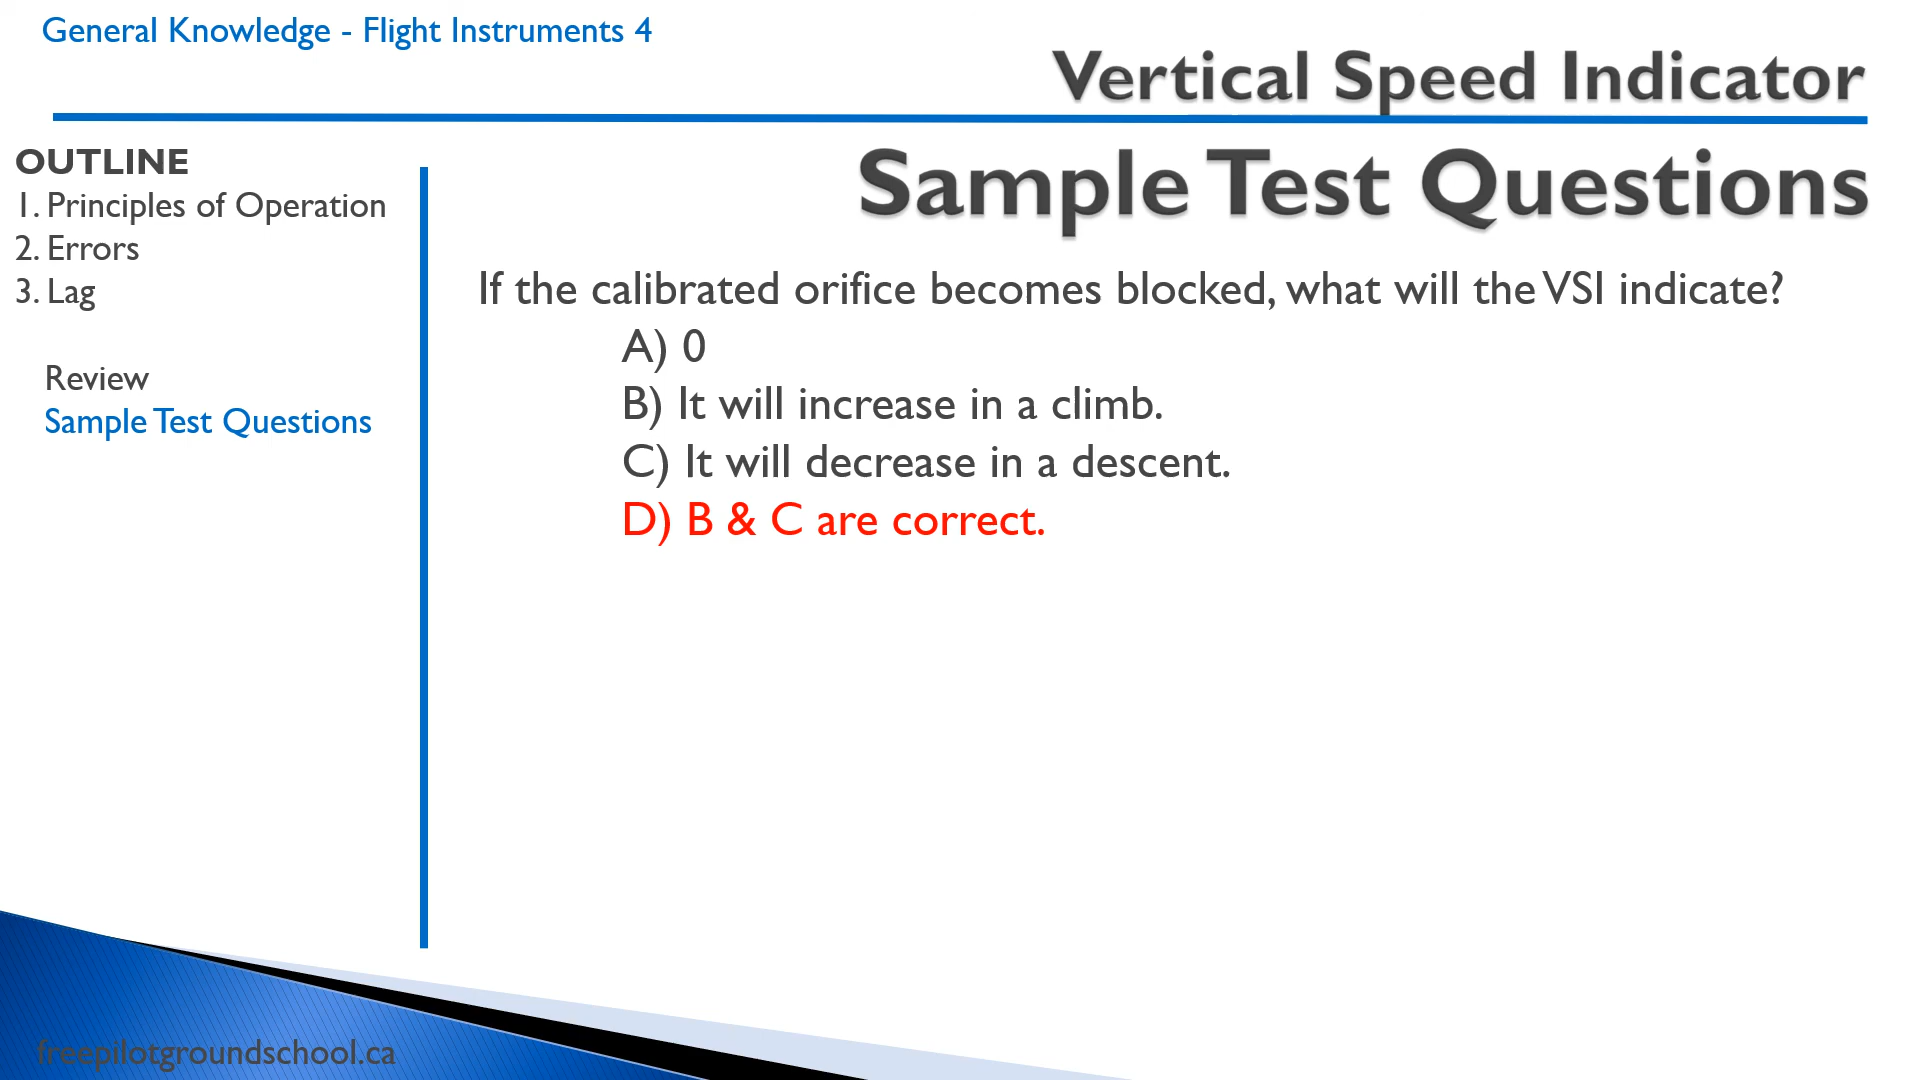 General Knowledge - Flight Instruments 4
Vertical Speed Indicator
OUTLINE
1. Principles of Operation
2. Errors
3. Lag
Review
Sample Test Questions
Sample Test Questions
If the calibrated orifice becomes blocked, what will the VSI indicate?
A) 0
B) It will increase in a climb.
C) It will decrease in a descent.
D) B & C are correct.
freepilotgroundschool.ca